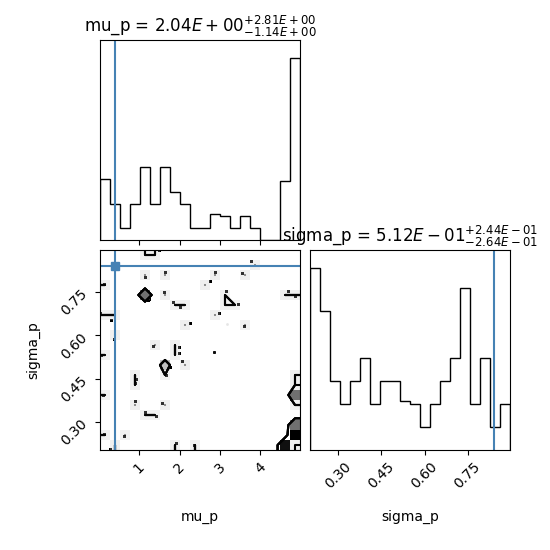 mu_p = 2.04E + 00+2.81E+00−1.14E+00
sigma_p = 5.12E − 01+2.44E−01−2.64E−01
sigma_p
0.75
0.60
0.45
0.30
1 2 3 4
0.30 0.45 0.60 0.75
mu_p
sigma_p